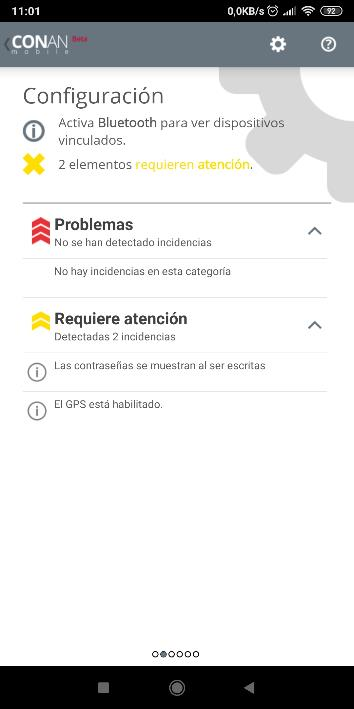 11:01
0,0KB/s
92
CONAN Beta
mobile
Configuración
Activa Bluetooth para ver dispositivos
vinculados.
2 elementos requieren atención.
Problemas
No se han detectado incidencias
No hay incidencias en esta categoría
Requiere atención
Detectadas 2 incidencias
Las contraseñas se muestran al ser escritas
El GPS está habilitado.